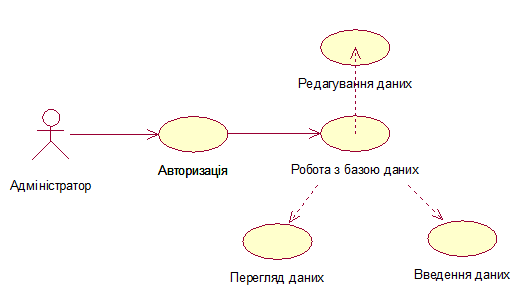 Редагування даних
Адміністратор
Авторизація
Робота з базою даних
Перегляд даних
Введення даних